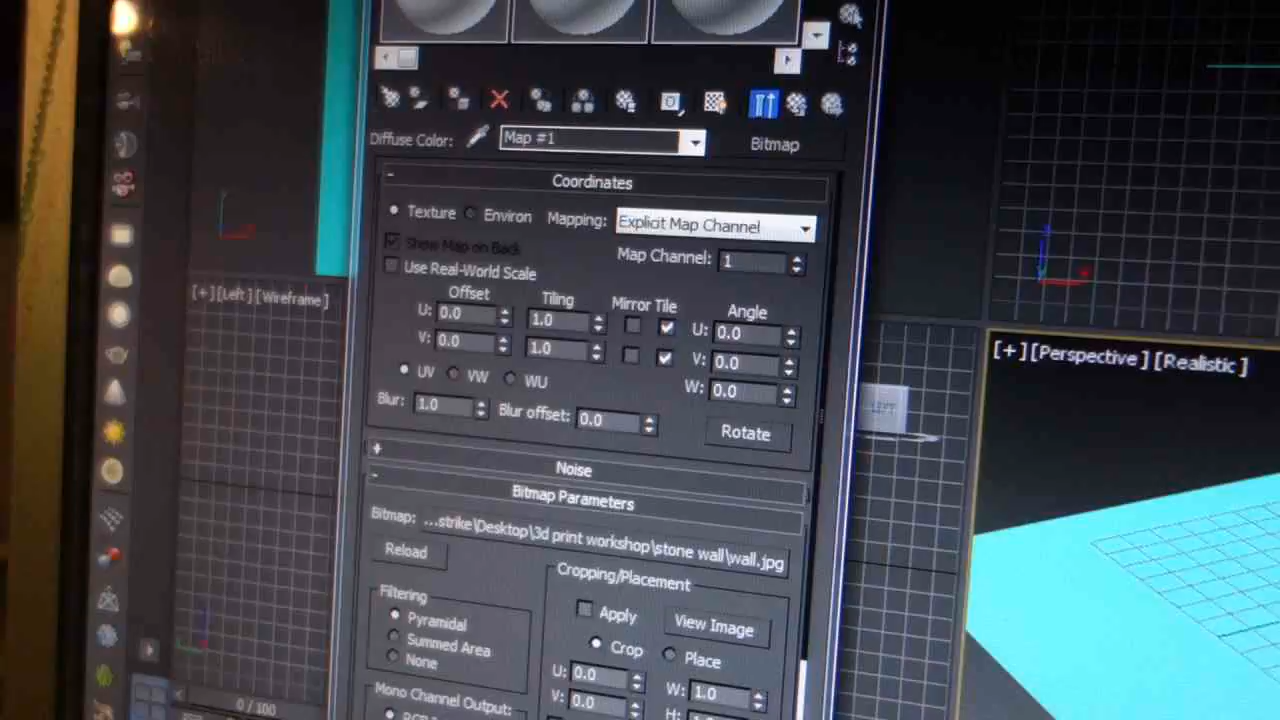 Diffuse Color: Map #1 Bitmap
Coordinates
Texture Environ Mapping: Explicit Map Channel
Show Map on Back Map Channel: 1
Use Real-World Scale
Offset Tiling Mirror Tile Angle
U: 0.0 1.0 U: 0.0
V: 0.0 1.0 V: 0.0
UV VW WU W: 0.0
Blur: 1.0 Blur offset: 0.0 Rotate
Noise
Bitmap Parameters
Bitmap: ...strike\Desktop\3d print workshop\stone wall\wall.jpg
Reload
Cropping/Placement
Filtering
Apply View Image
Pyramidal
Summed Area
None
Crop Place
U: 0.0 W: 1.0
V: 0.0 H:
Mono Channel Output:
[+][Left][Wireframe]
[+][Perspective][Realistic]
0 / 100